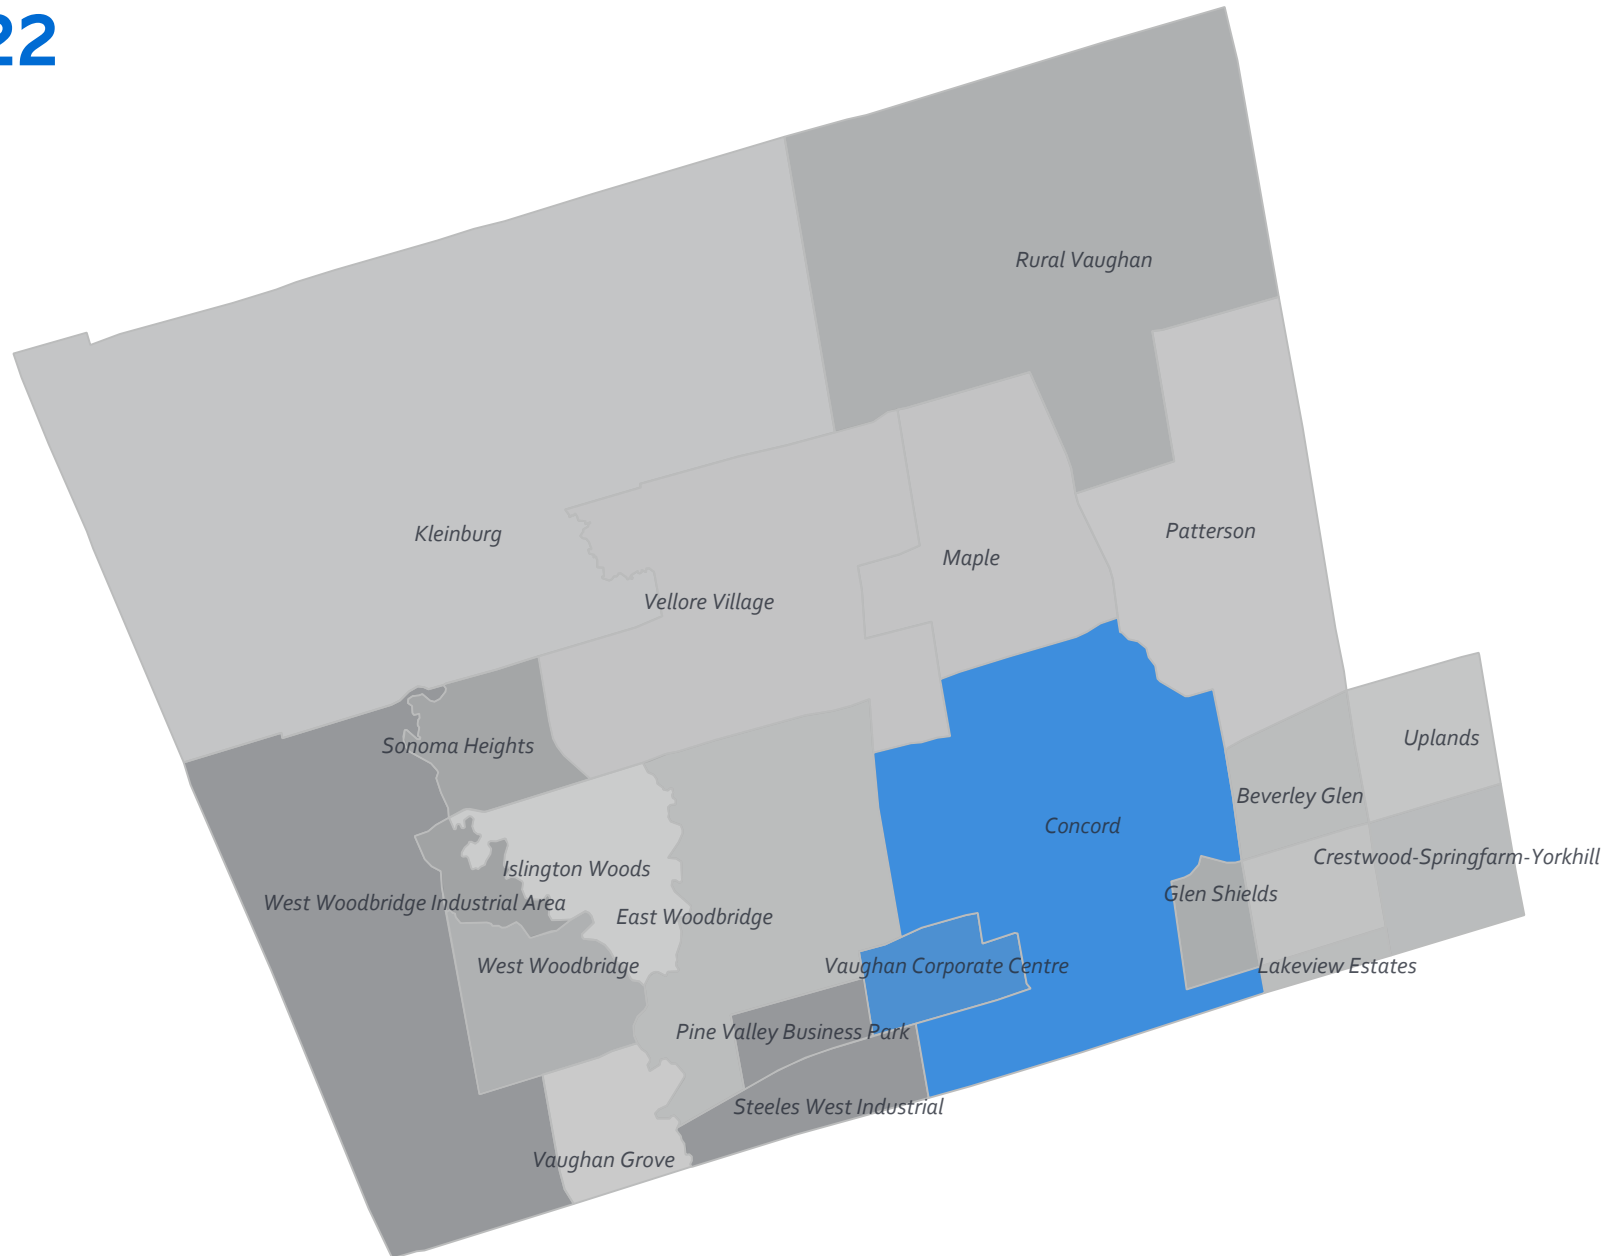 22
Rural Vaughan
Patterson
Kleinburg
Maple
Vellore Village
Uplands
Sonoma Heights
Beverley Glen
Concord
Crestwood-Springfarm-Yorkhill
Islington Woods
Glen Shields
West Woodbridge Industrial Area
East Woodbridge
West Woodbridge
Vaughan Corporate Centre
Lakeview Estates
Pine Valley Business Park
Steeles West Industrial
Vaughan Grove